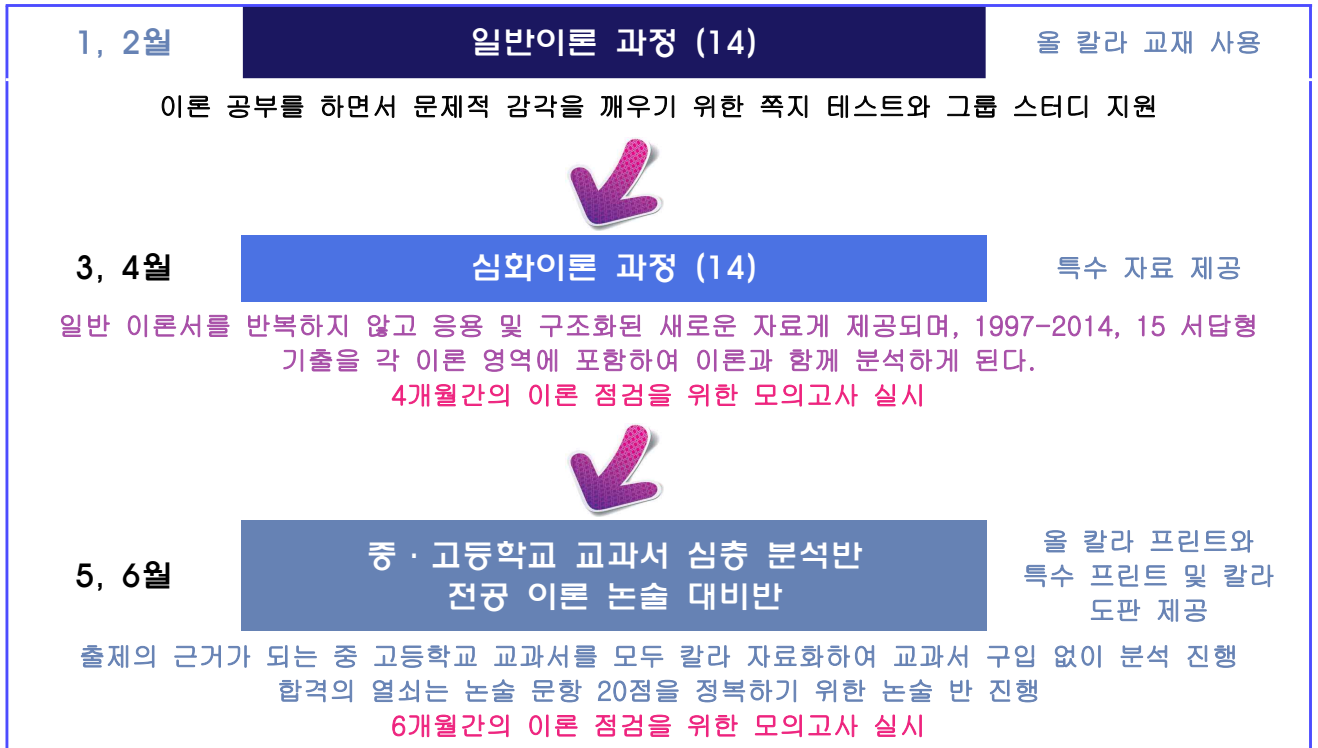 1, 2월
일반이론 과정 (14)
올 칼라 교재 사용
이론 공부를 하면서 문제적 감각을 깨우기 위한 쪽지 테스트와 그룹 스터디 지원
3, 4월
심화이론 과정 (14)
특수 자료 제공
일반 이론서를 반복하지 않고 응용 및 구조화된 새로운 자료게 제공되며, 1997-2014, 15 서답형
기출을 각 이론 영역에 포함하여 이론과 함께 분석하게 된다.
4개월간의 이론 점검을 위한 모의고사 실시
5, 6월
중·고등학교 교과서 심층 분석반
전공 이론 논술 대비반
올 칼라 프린트와
특수 프린트 및 칼라
도판 제공
출제의 근거가 되는 중 고등학교 교과서를 모두 칼라 자료화하여 교과서 구입 없이 분석 진행
합격의 열쇠는 논술 문항 20점을 정복하기 위한 논술 반 진행
6개월간의 이론 점검을 위한 모의고사 실시